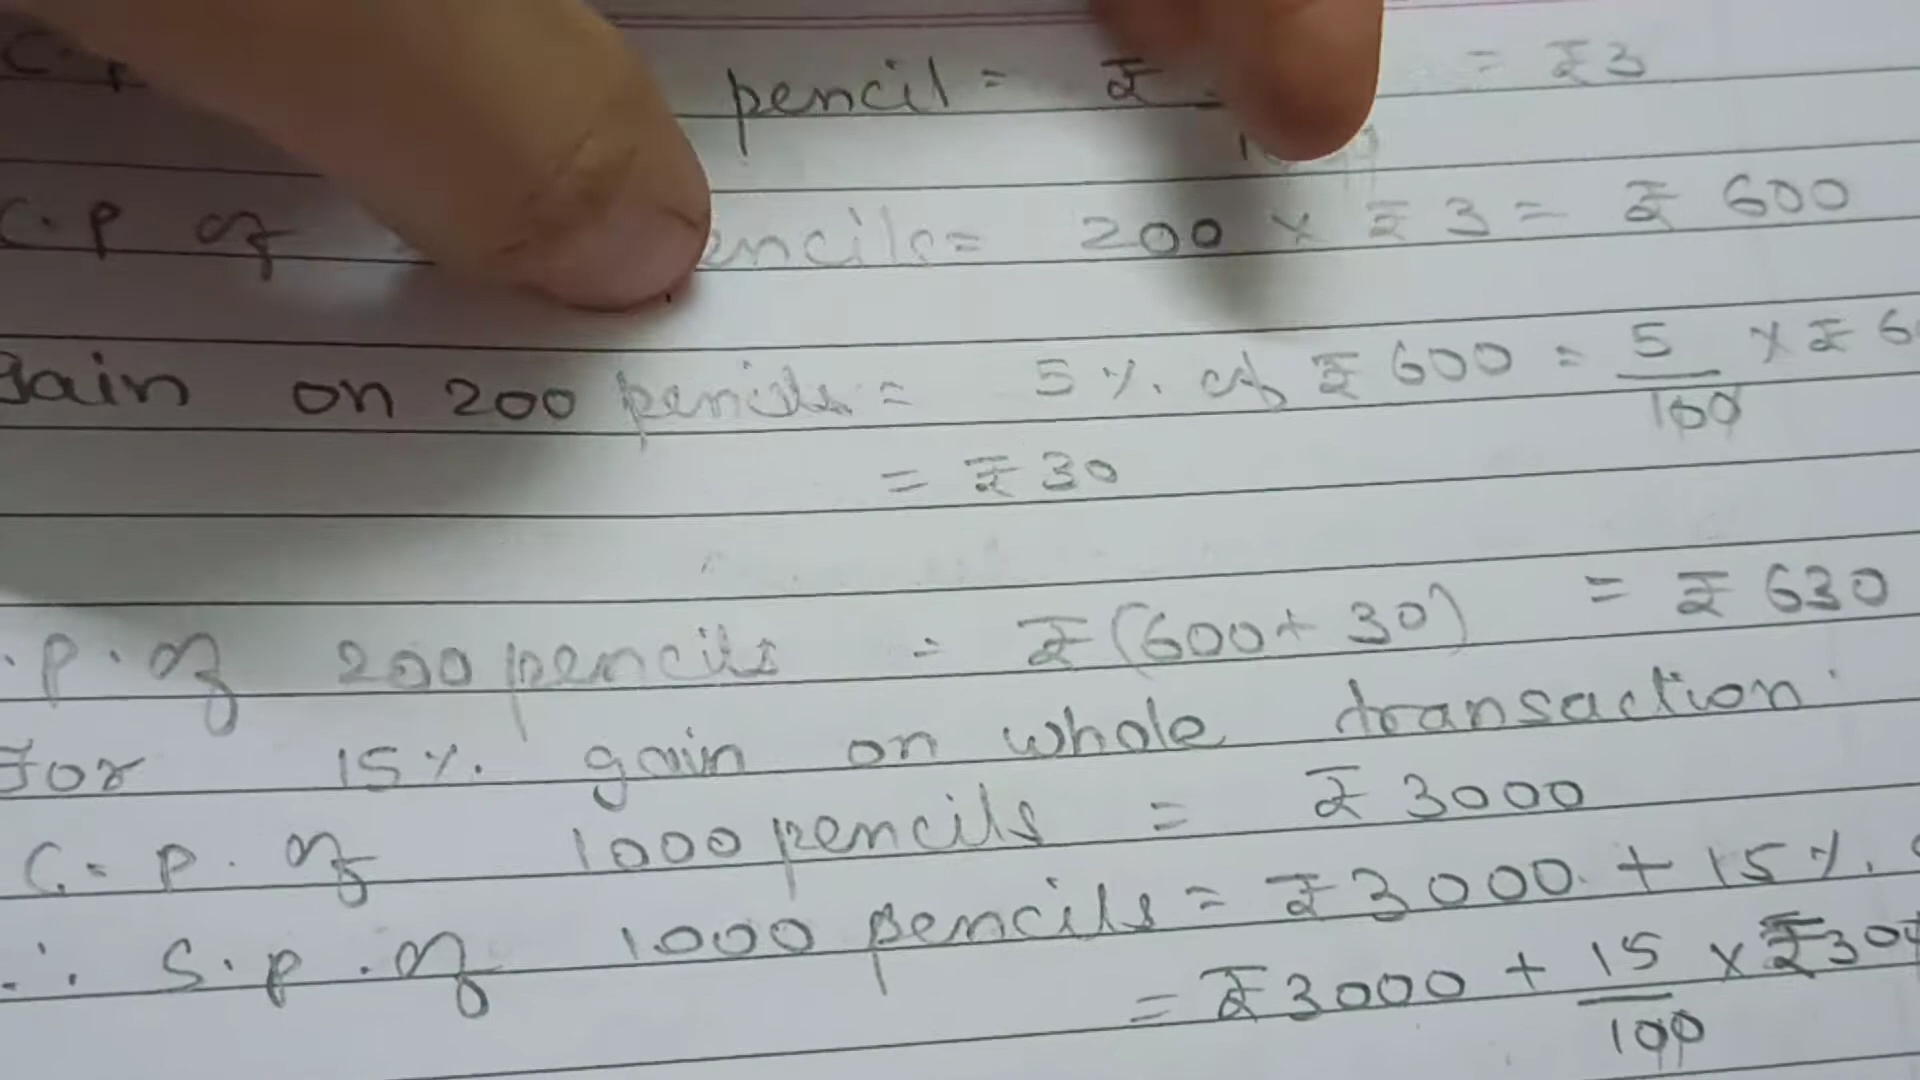 C.P pencil = ₹ = ₹3
C.P of encils = 200 × ₹ 3 = ₹ 600
Gain on 200 pencils = 5 %. of ₹ 600 = 5/100 × ₹ 6
= ₹ 30
.P. of 200 pencils = ₹ (600 + 30) = ₹ 630
For 15 %. gain on whole transaction.
C.P. of 1000 pencils = ₹ 3000
∴ S.P. of 1000 pencils = ₹ 3000 + 15 %.
= ₹ 3000 + 15/100 × ₹ 300